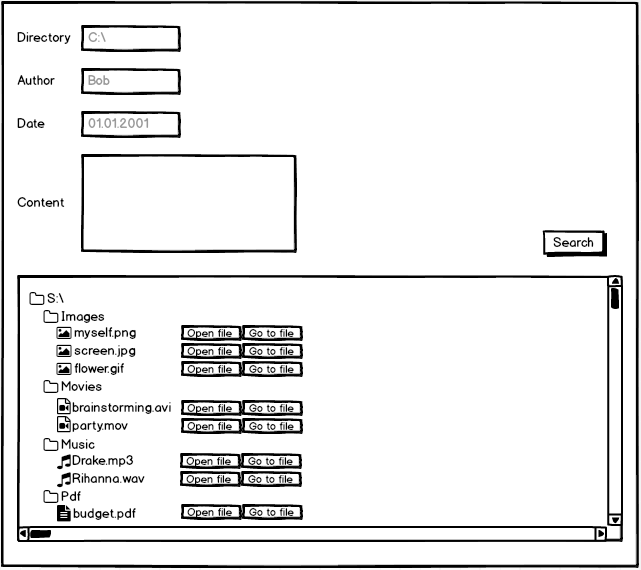 Directory C:\
Author Bob
Date 01.01.2001
Content
Search
S:\
Images
myself.png Open file Go to file
screen.jpg Open file Go to file
flower.gif Open file Go to file
Movies
brainstorming.avi Open file Go to file
party.mov Open file Go to file
Music
Drake.mp3 Open file Go to file
Rihanna.wav Open file Go to file
Pdf
budget.pdf Open file Go to file